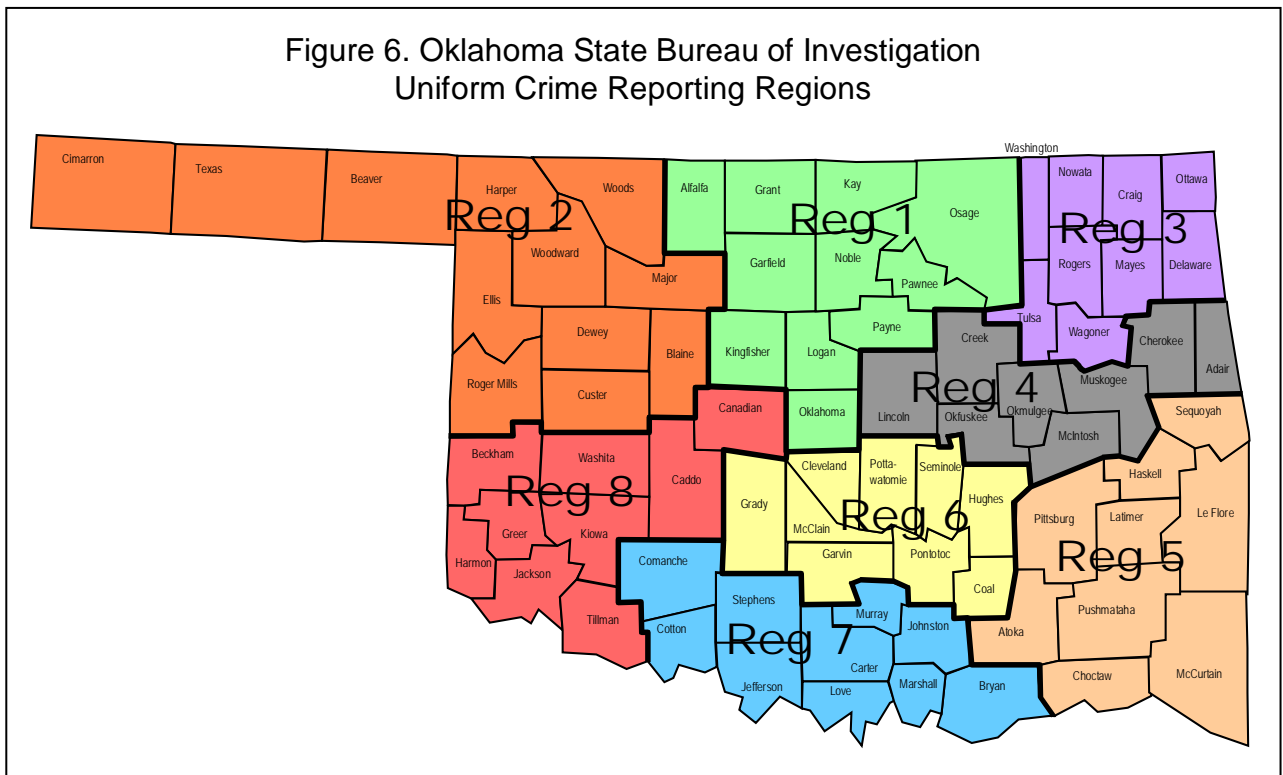 Figure 6. Oklahoma State Bureau of Investigation
Uniform Crime Reporting Regions
Washington
Cimarron
Texas
Beaver
Harper
Woods
Alfalfa
Grant
Kay
Osage
Nowata
Craig
Ottawa
Reg 2
Reg 1
Reg 3
Woodward
Major
Garfield
Noble
Pawnee
Rogers
Mayes
Delaware
Ellis
Dewey
Blaine
Kingfisher
Logan
Payne
Creek
Tulsa
Wagoner
Cherokee
Adair
Roger Mills
Custer
Canadian
Oklahoma
Lincoln
Reg 4
Okfuskee
Okmulgee
Muskogee
McIntosh
Sequoyah
Beckham
Washita
Caddo
Reg 8
Grady
Cleveland
Potta-
watomie
Seminole
Hughes
Haskell
Pittsburg
Latimer
Le Flore
Greer
Kiowa
McClain
Reg 6
Harmon
Jackson
Comanche
Garvin
Pontotoc
Coal
Reg 5
Tillman
Cotton
Stephens
Reg 7
Murray
Johnston
Atoka
Pushmataha
Jefferson
Carter
Love
Marshall
Bryan
Choctaw
McCurtain